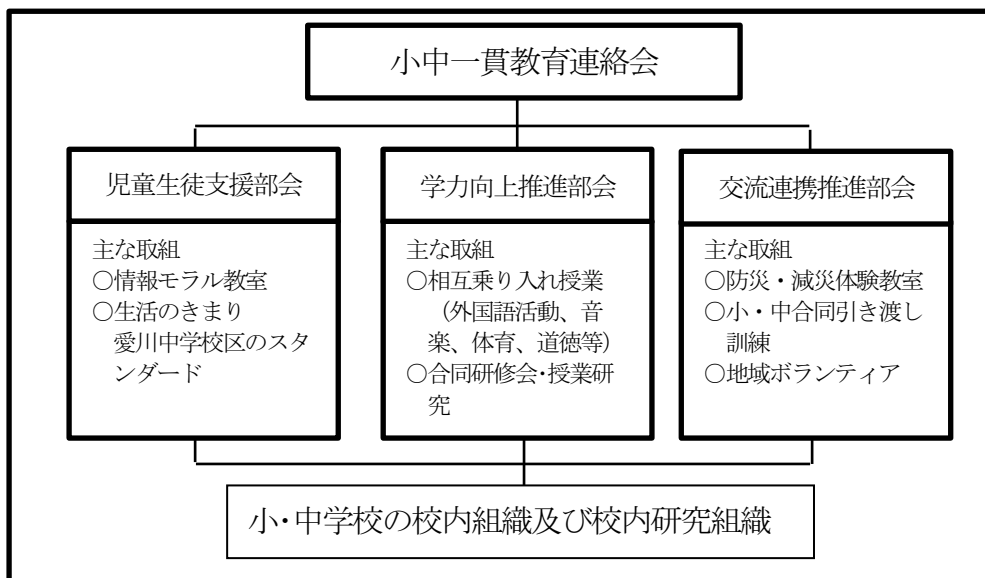 小中一貫教育連絡会
児童生徒支援部会
主な取組
○情報モラル教室
○生活のきまり
愛川中学校区のスタ
ンダード
学力向上推進部会
主な取組
○相互乗り入れ授業
（外国語活動、音
楽、体育、道徳等）
○合同研修会・授業研
究
交流連携推進部会
主な取組
○防災・減災体験教室
○小・中合同引き渡し
訓練
○地域ボランティア
小・中学校の校内組織及び校内研究組織